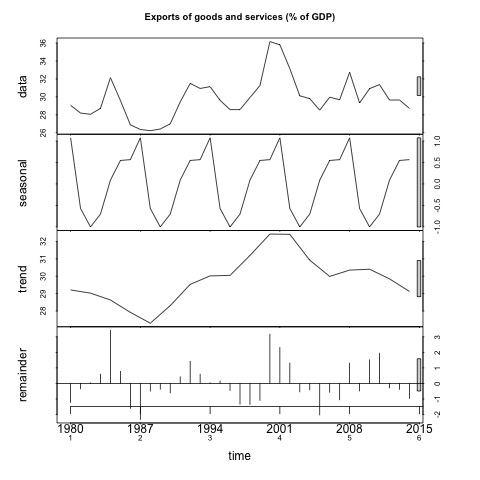 Exports of goods and services (% of GDP)
data
26 28 30 32 34 36
seasonal
-1.0 -0.5 0.0 0.5 1.0
trend
28 29 30 31 32
remainder
-2 -1 0 1 2 3
1980 1987 1994 2001 2008 2015
1 2 3 4 5 6
time